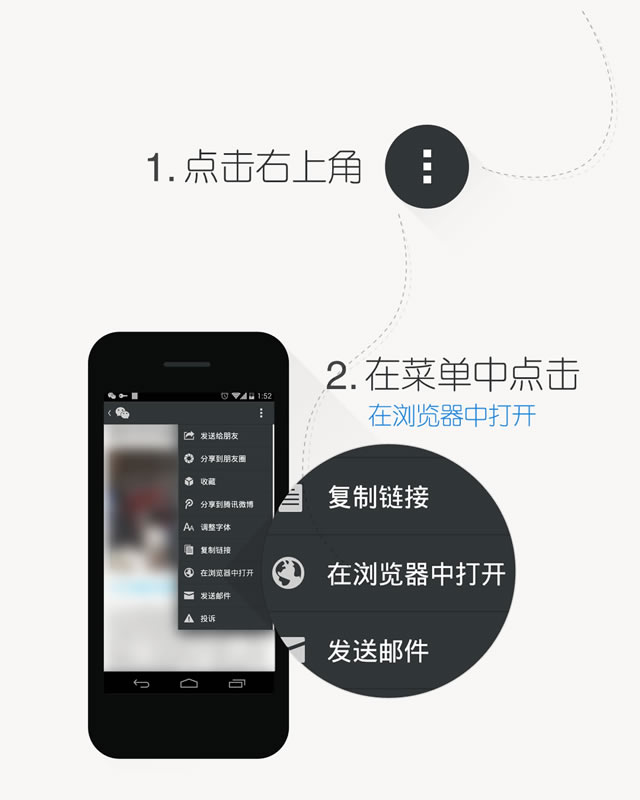 1.点击右上角
2.在菜单中点击
在浏览器中打开
1:52
发送给朋友
分享到朋友圈
收藏
分享到腾讯微博
调整字体
复制链接
在浏览器中打开
发送邮件
投诉
复制链接
在浏览器中打开
发送邮件